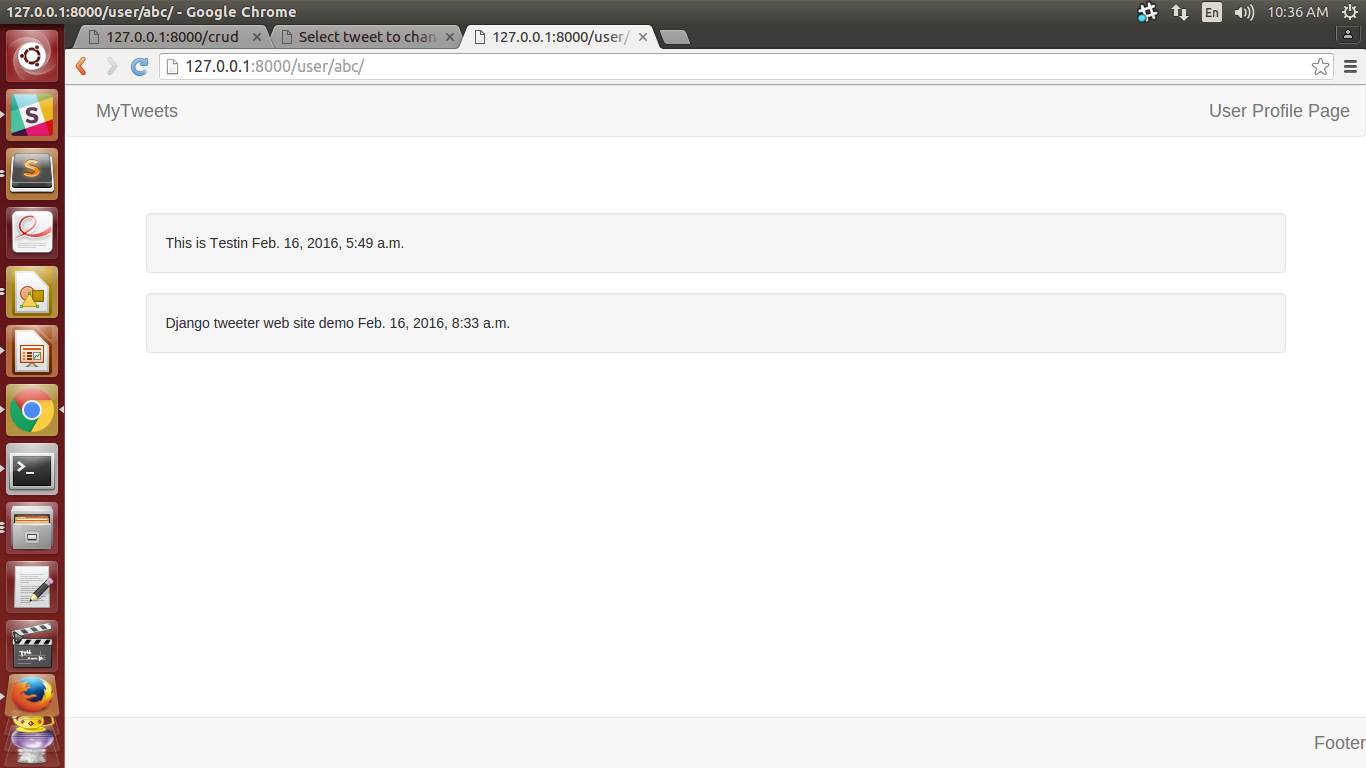 127.0.0.1:8000/user/abc/ - Google Chrome
En
10:36 AM
127.0.0.1:8000/crud
Select tweet to chan
127.0.0.1:8000/user/
127.0.0.1:8000/user/abc/
MyTweets
User Profile Page
This is Testin Feb. 16, 2016, 5:49 a.m.
Django tweeter web site demo Feb. 16, 2016, 8:33 a.m.
Footer